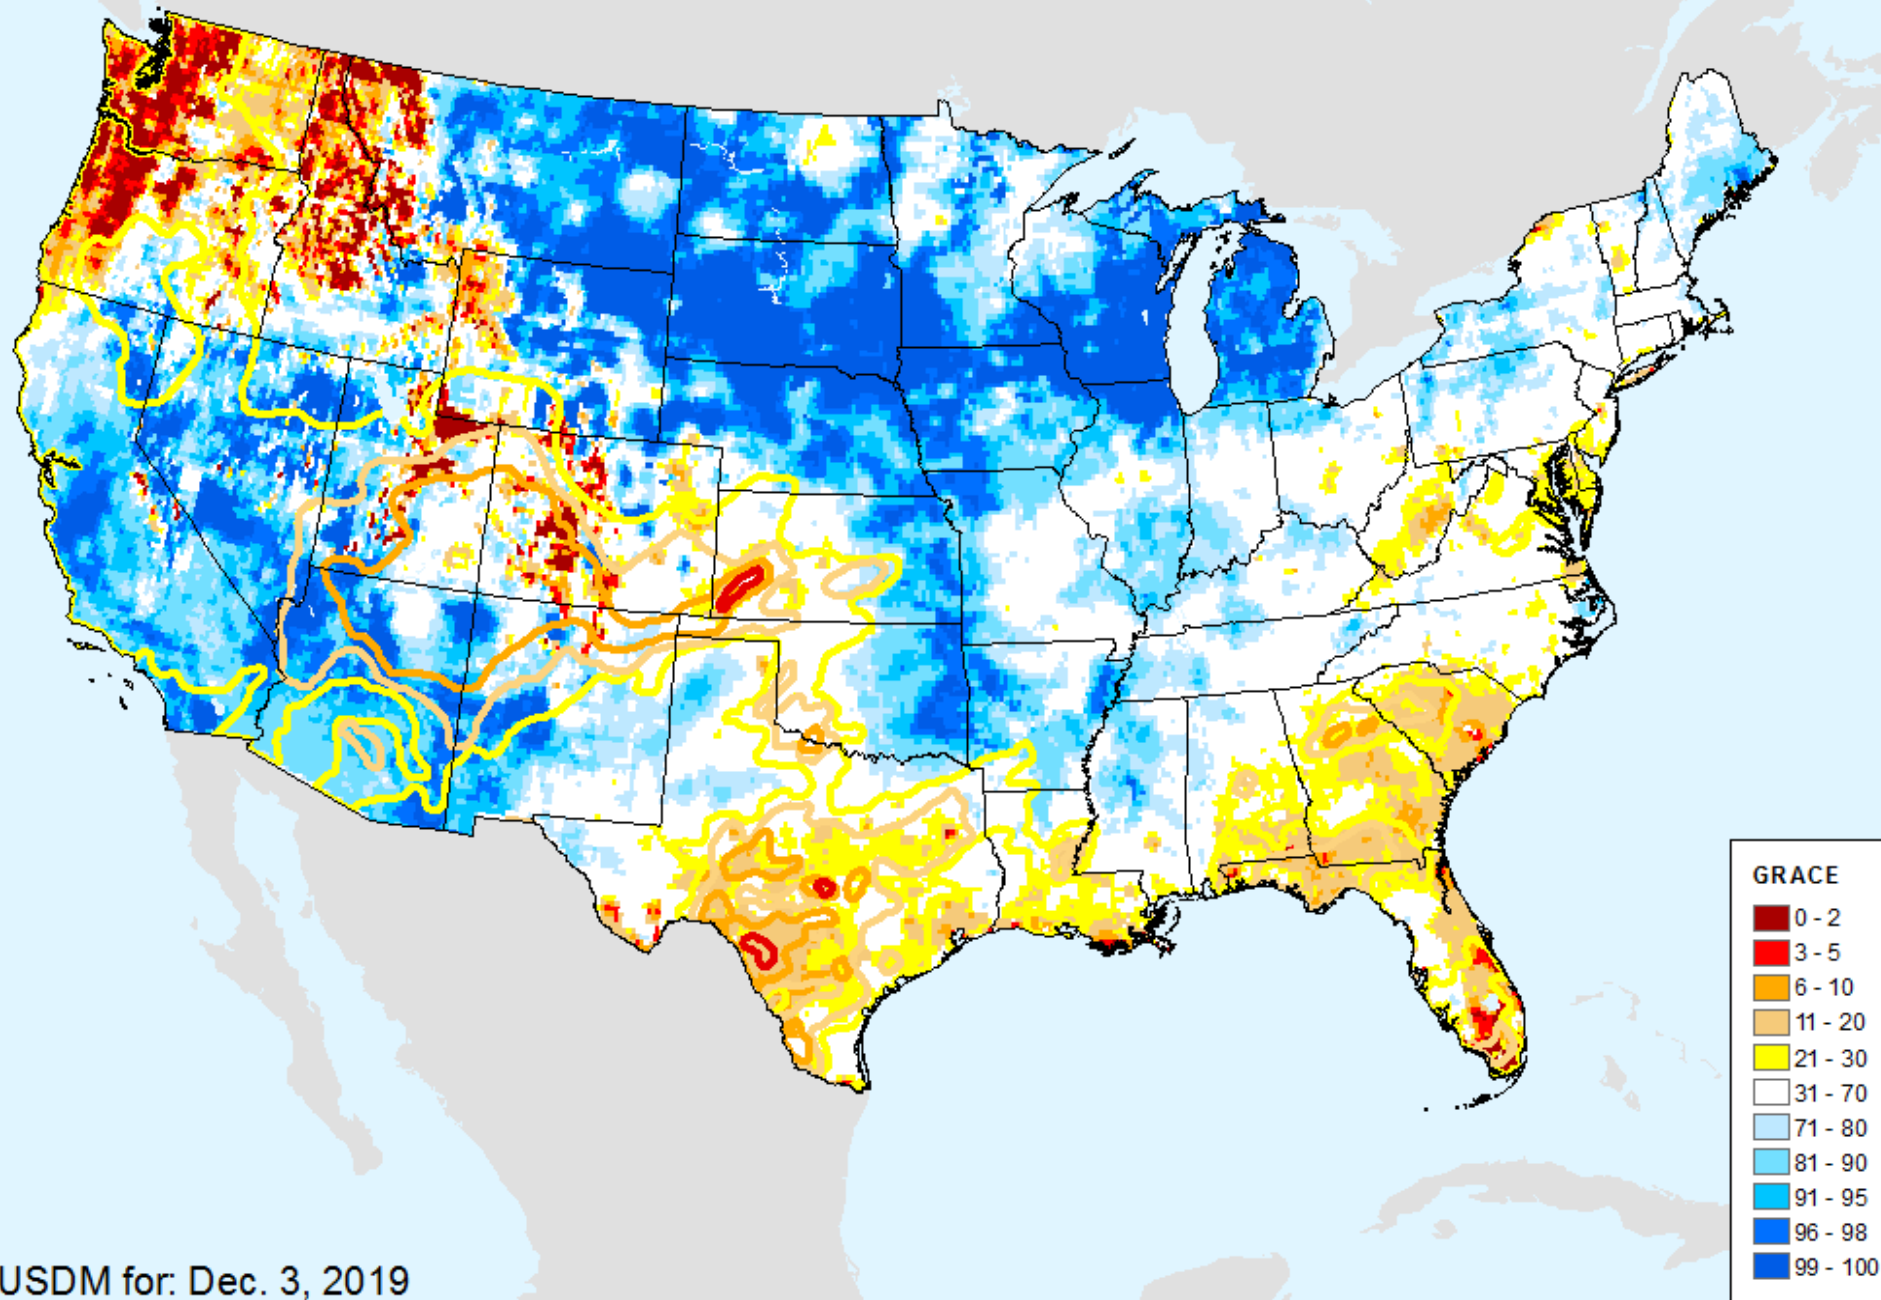 GRACE
0 - 2
3 - 5
6 - 10
11 - 20
21 - 30
31 - 70
71 - 80
81 - 90
91 - 95
96 - 98
99 - 100
USDM for: Dec. 3, 2019